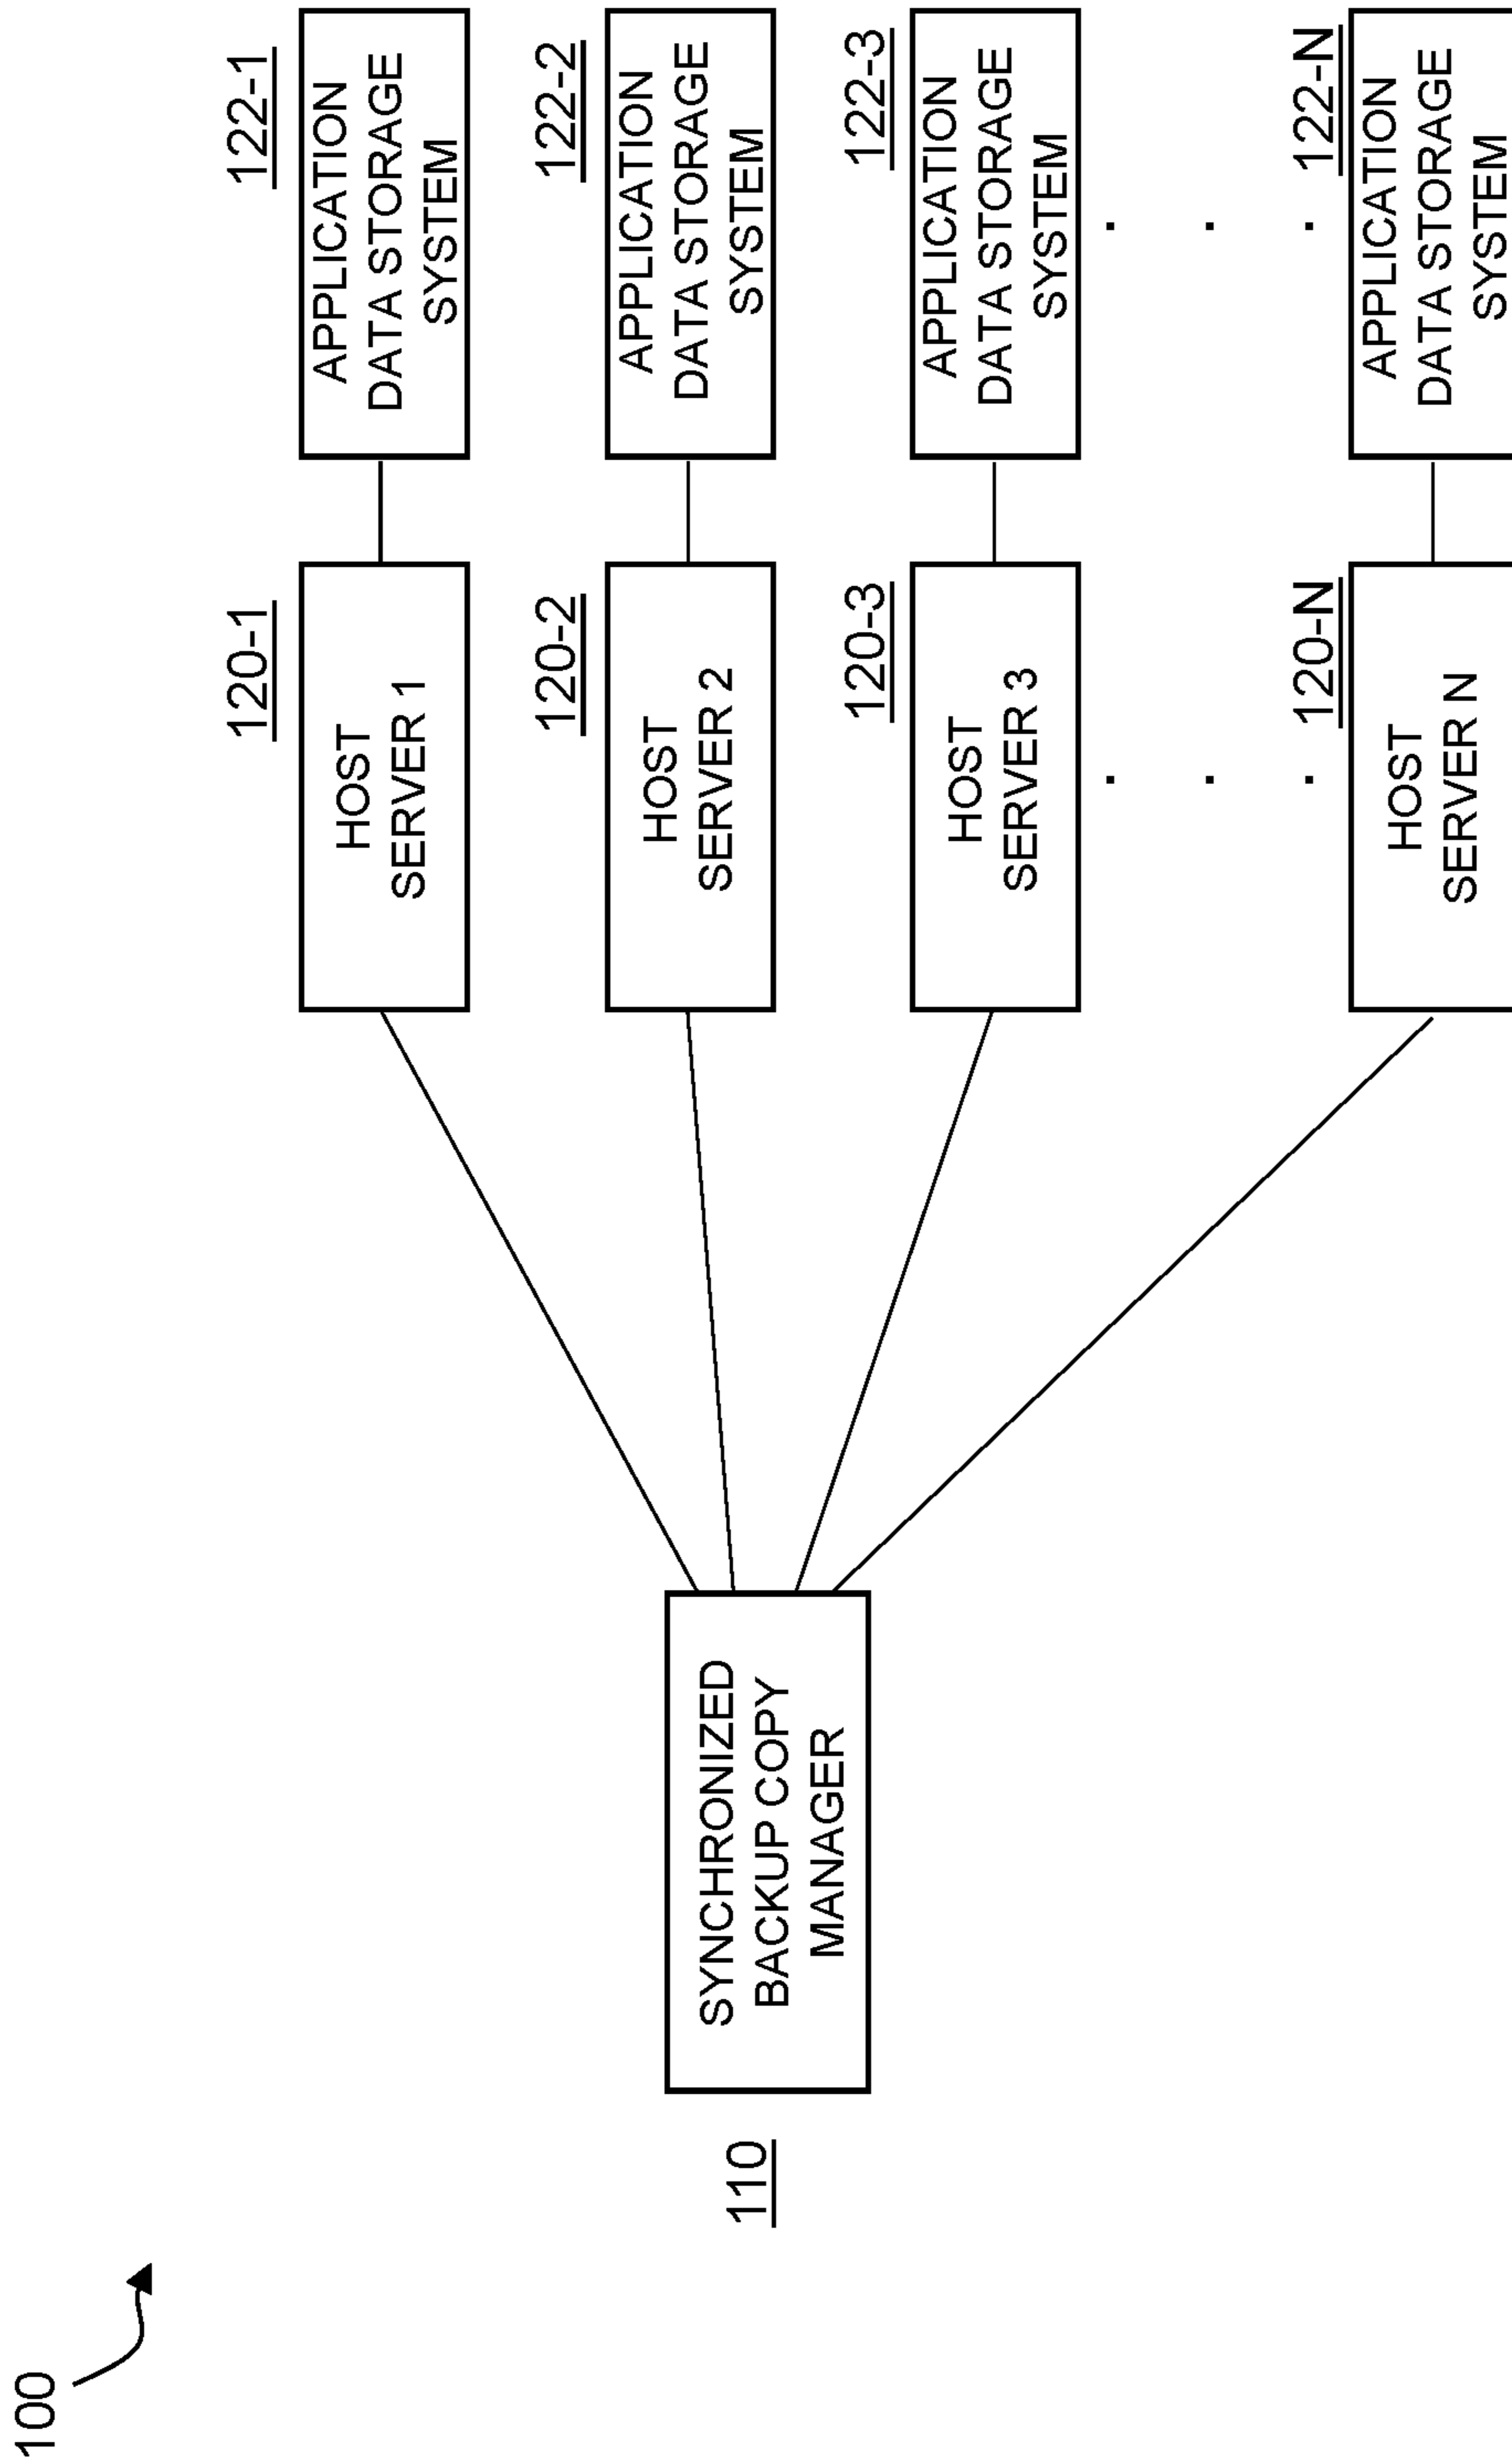 100
110
SYNCHRONIZED
BACKUP COPY
MANAGER
120-1
HOST
SERVER 1
122-1
APPLICATION
DATA STORAGE
SYSTEM
120-2
HOST
SERVER 2
122-2
APPLICATION
DATA STORAGE
SYSTEM
120-3
HOST
SERVER 3
122-3
APPLICATION
DATA STORAGE
SYSTEM
. . .
. . .
120-N
HOST
SERVER N
122-N
APPLICATION
DATA STORAGE
SYSTEM